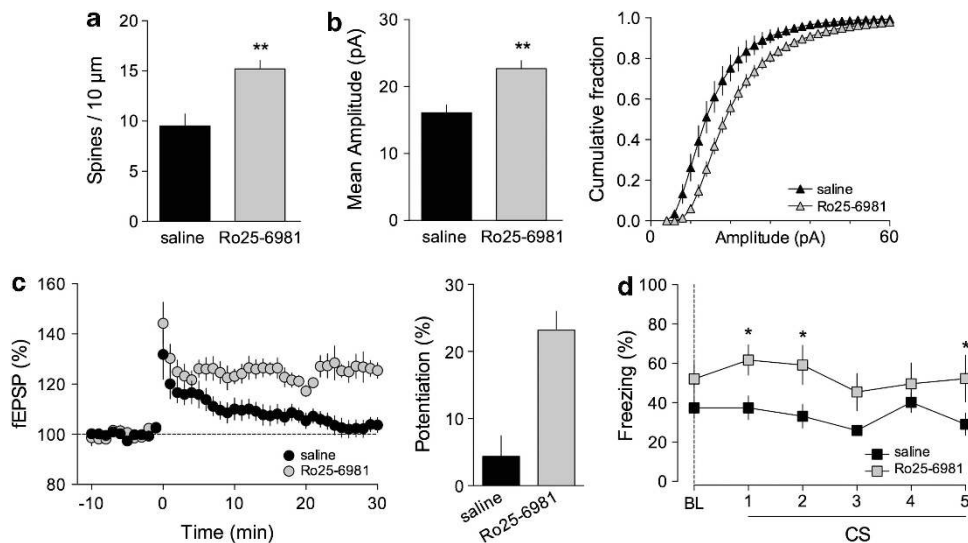 a
Spines / 10 μm
20
15
10
5
0
**
saline
Ro25-6981
b
Mean Amplitude (pA)
30
20
10
0
**
saline
Ro25-6981
Cumulative fraction
1.0
0.8
0.6
0.4
0.2
0.0
saline
Ro25-6981
0
20
40
60
Amplitude (pA)
c
fEPSP (%)
160
140
120
100
80
saline
Ro25-6981
-10
0
10
20
30
Time (min)
Potentiation (%)
30
20
10
0
saline
Ro25-6981
d
Freezing (%)
100
80
60
40
20
0
*
*
*
saline
Ro25-6981
BL
1
2
3
4
5
CS